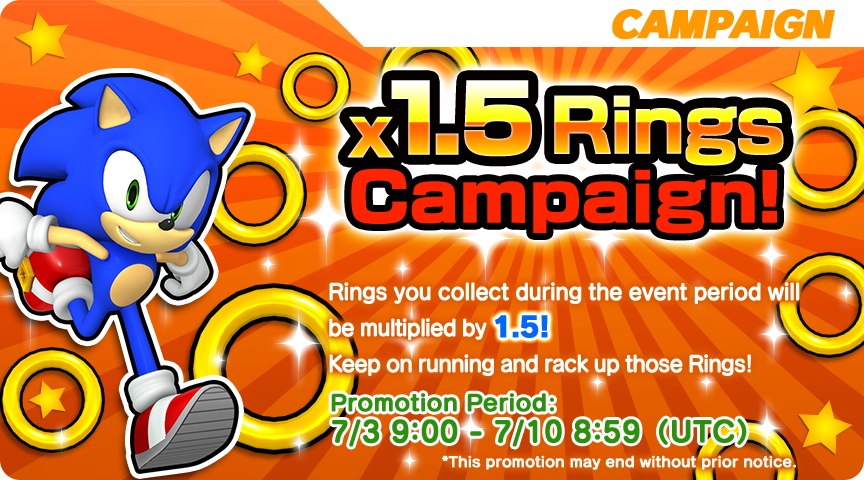 CAMPAIGN
x1.5 Rings
Campaign!
Rings you collect during the event period will
be multiplied by 1.5!
Keep on running and rack up those Rings!
Promotion Period:
7/3 9:00 - 7/10 8:59 (UTC)
*This promotion may end without prior notice.